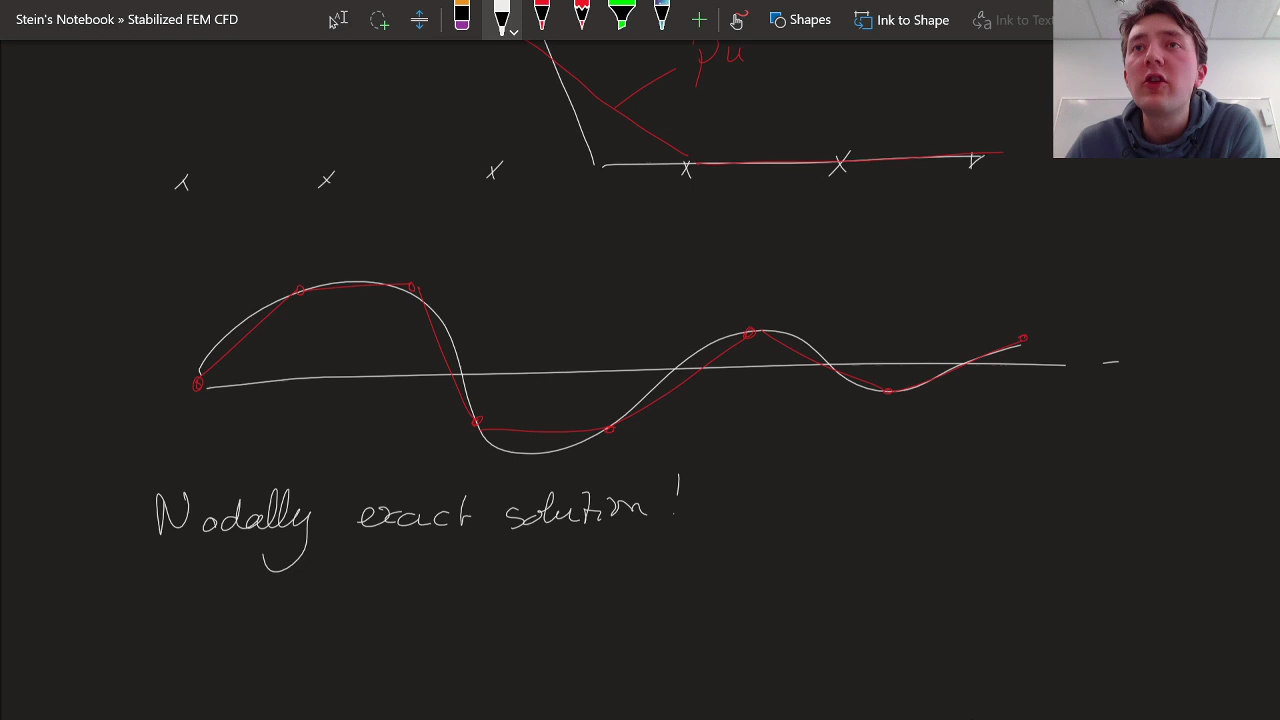 Stein's Notebook » Stabilized FEM CFD
Shapes
Ink to Shape
Ink to Text
Nodally exact solution!